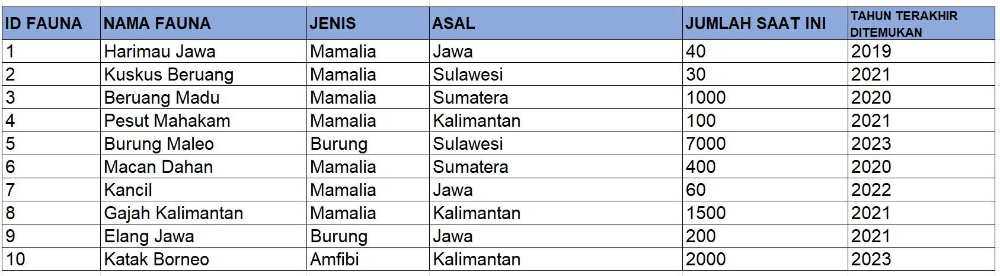 ID FAUNA NAMA FAUNA JENIS ASAL JUMLAH SAAT INI TAHUN TERAKHIR DITEMUKAN
1 Harimau Jawa Mamalia Jawa 40 2019
2 Kuskus Beruang Mamalia Sulawesi 30 2021
3 Beruang Madu Mamalia Sumatera 1000 2020
4 Pesut Mahakam Mamalia Kalimantan 100 2021
5 Burung Maleo Burung Sulawesi 7000 2023
6 Macan Dahan Mamalia Sumatera 400 2020
7 Kancil Mamalia Jawa 60 2022
8 Gajah Kalimantan Mamalia Kalimantan 1500 2021
9 Elang Jawa Burung Jawa 200 2021
10 Katak Borneo Amfibi Kalimantan 2000 2023